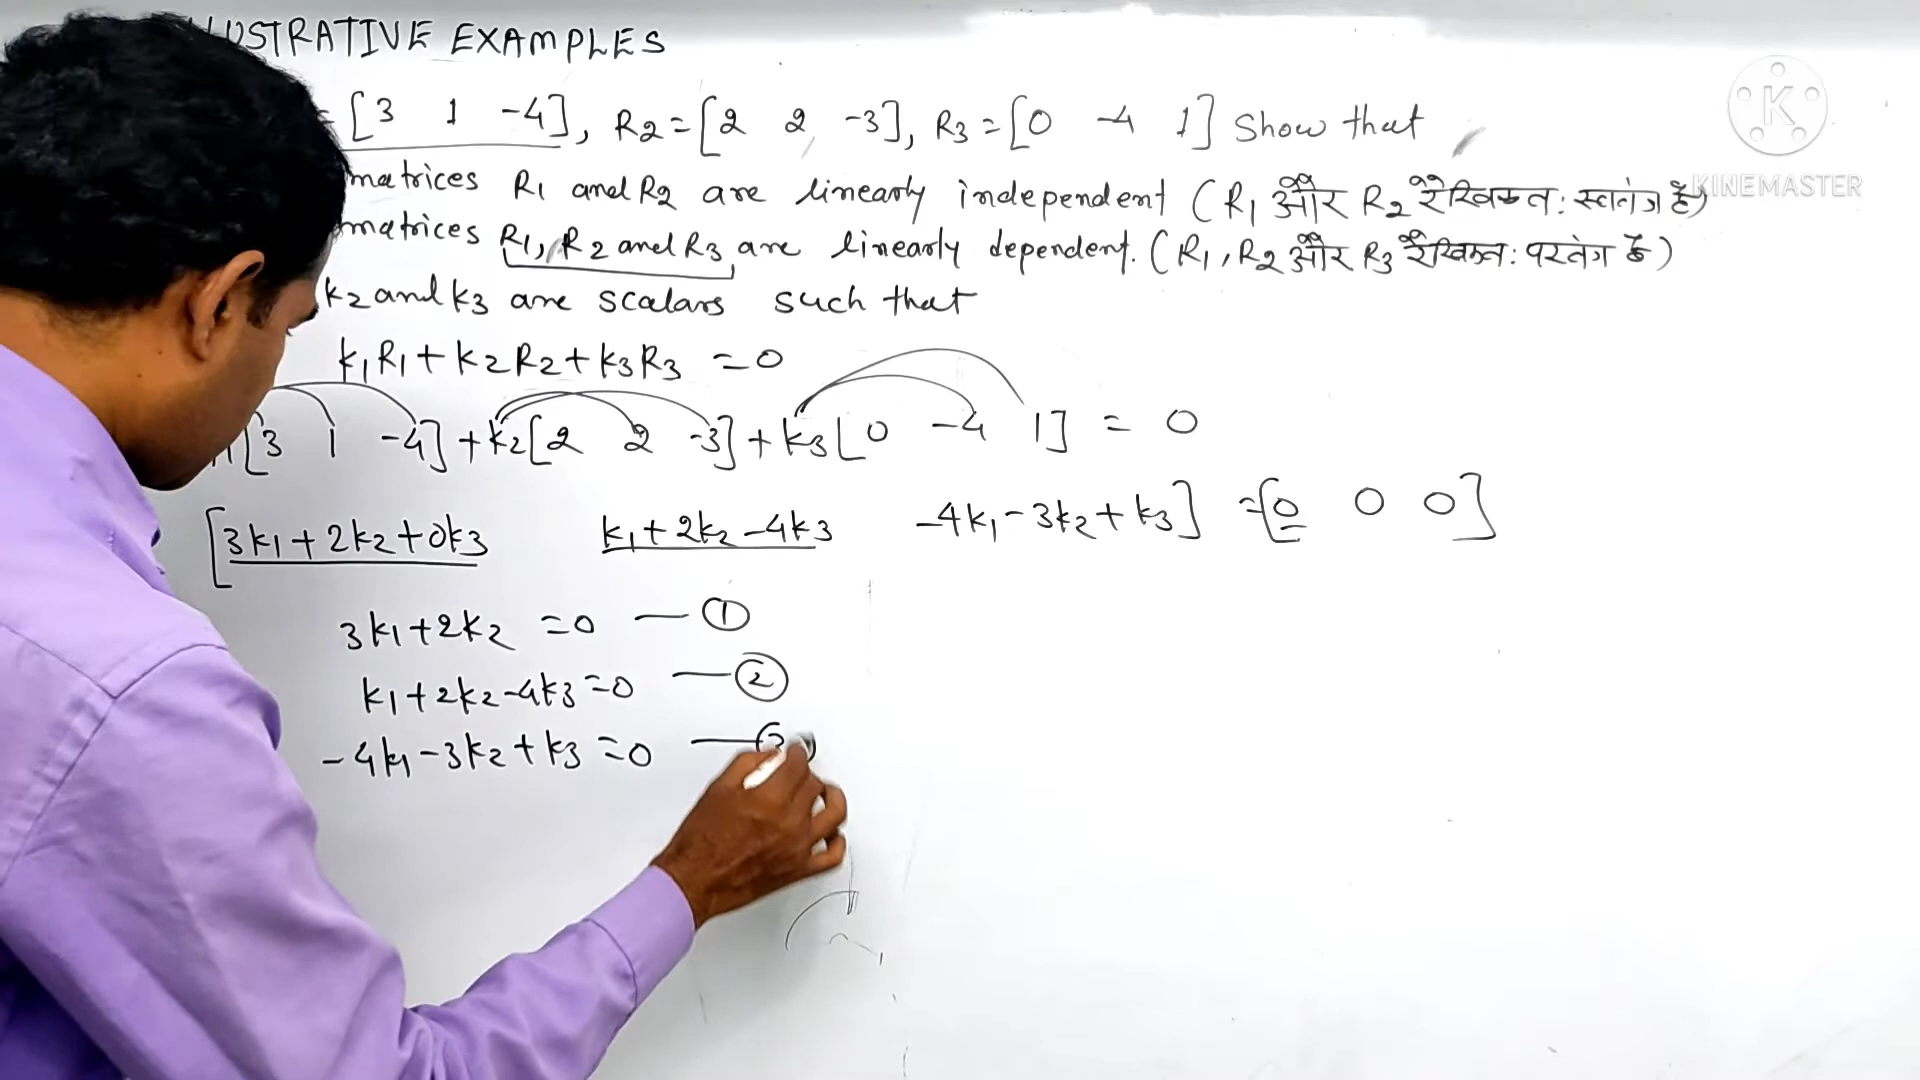 LUSTRATIVE EXAMPLES
= [3 1 -4], R2 = [2 2 -3], R3 = [0 -4 1] Show that
matrices R1 and R2 are linearly independent (R1 और R2 रैखिकत: स्वतंत्र है)
matrices R1, R2 and R3 are linearly dependent. (R1, R2 और R3 रैखिकत: परतंत्र है)
k2 and k3 are scalars such that
k1R1 + k2R2 + k3R3 = 0
[3 1 -4] + k2[2 2 -3] + k3[0 -4 1] = 0
[3k1 + 2k2 + 0k3 k1 + 2k2 - 4k3 -4k1 - 3k2 + k3] = [0 0 0]
3k1 + 2k2 = 0 — ①
k1 + 2k2 - 4k3 = 0 — ②
-4k1 - 3k2 + k3 = 0 —
KINEMASTER